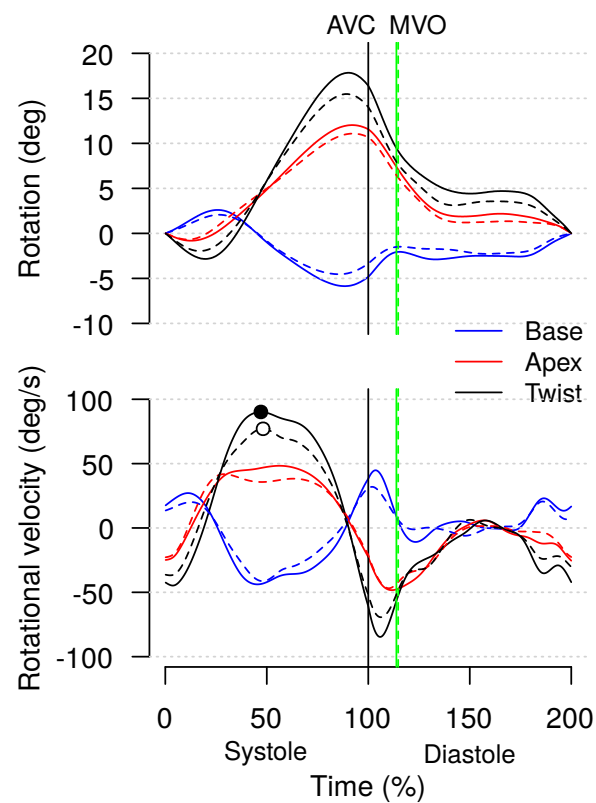 AVC MVO
Rotation (deg)
20
15
10
5
0
-5
-10
Base
Apex
Twist
Rotational velocity (deg/s)
100
50
0
-50
-100
0 50 100 150 200
Systole Diastole
Time (%)